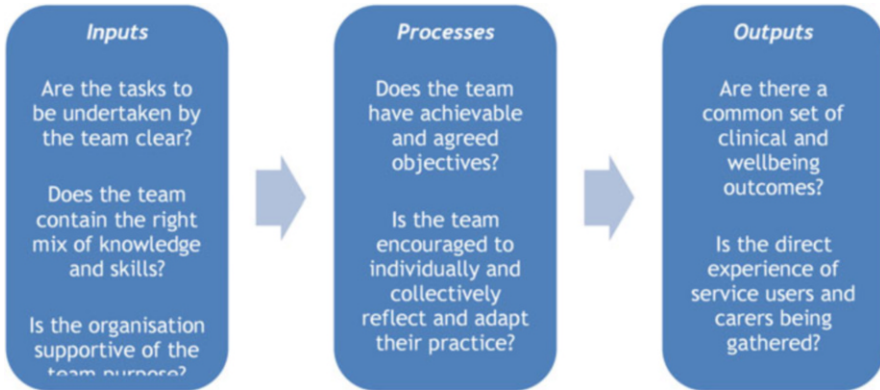 Inputs
Are the tasks to
be undertaken by
the team clear?
Does the team
contain the right
mix of knowledge
and skills?
Is the organisation
supportive of the
team purpose?
Processes
Does the team
have achievable
and agreed
objectives?
Is the team
encouraged to
individually and
collectively
reflect and adapt
their practice?
Outputs
Are there a
common set of
clinical and
wellbeing
outcomes?
Is the direct
experience of
service users and
carers being
gathered?